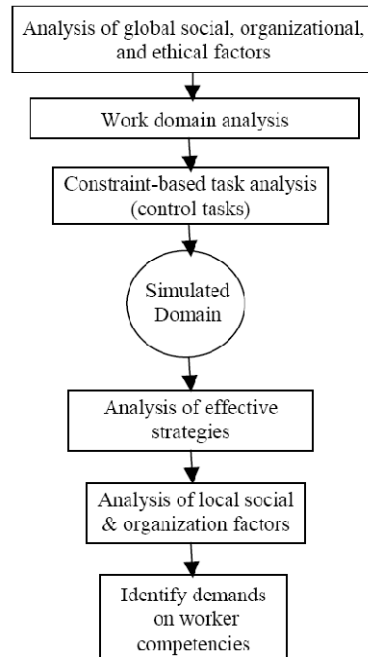 Analysis of global social, organizational,
and ethical factors
Work domain analysis
Constraint-based task analysis
(control tasks)
Simulated
Domain
Analysis of effective
strategies
Analysis of local social
& organization factors
Identify demands
on worker
competencies